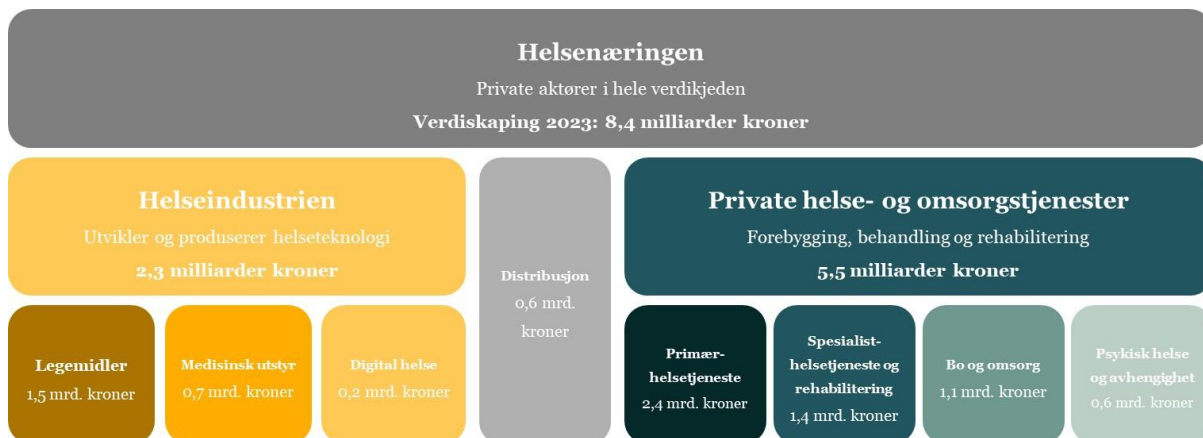 Helsenæringen
Private aktører i hele verdikjeden
Verdiskaping 2023: 8,4 milliarder kroner
Helseindustrien
Utvikler og produserer helseteknologi
2,3 milliarder kroner
Legemidler
1,5 mrd. kroner
Medisinsk utstyr
0,7 mrd. kroner
Digital helse
0,2 mrd. kroner
Distribusjon
0,6 mrd.
kroner
Private helse- og omsorgstjenester
Forebygging, behandling og rehabilitering
5,5 milliarder kroner
Primær-
helsetjeneste
2,4 mrd. kroner
Spesialist-
helsetjeneste og
rehabilitering
1,4 mrd. kroner
Bo og omsorg
1,1 mrd. kroner
Psykisk helse
og avhengighet
0,6 mrd. kroner